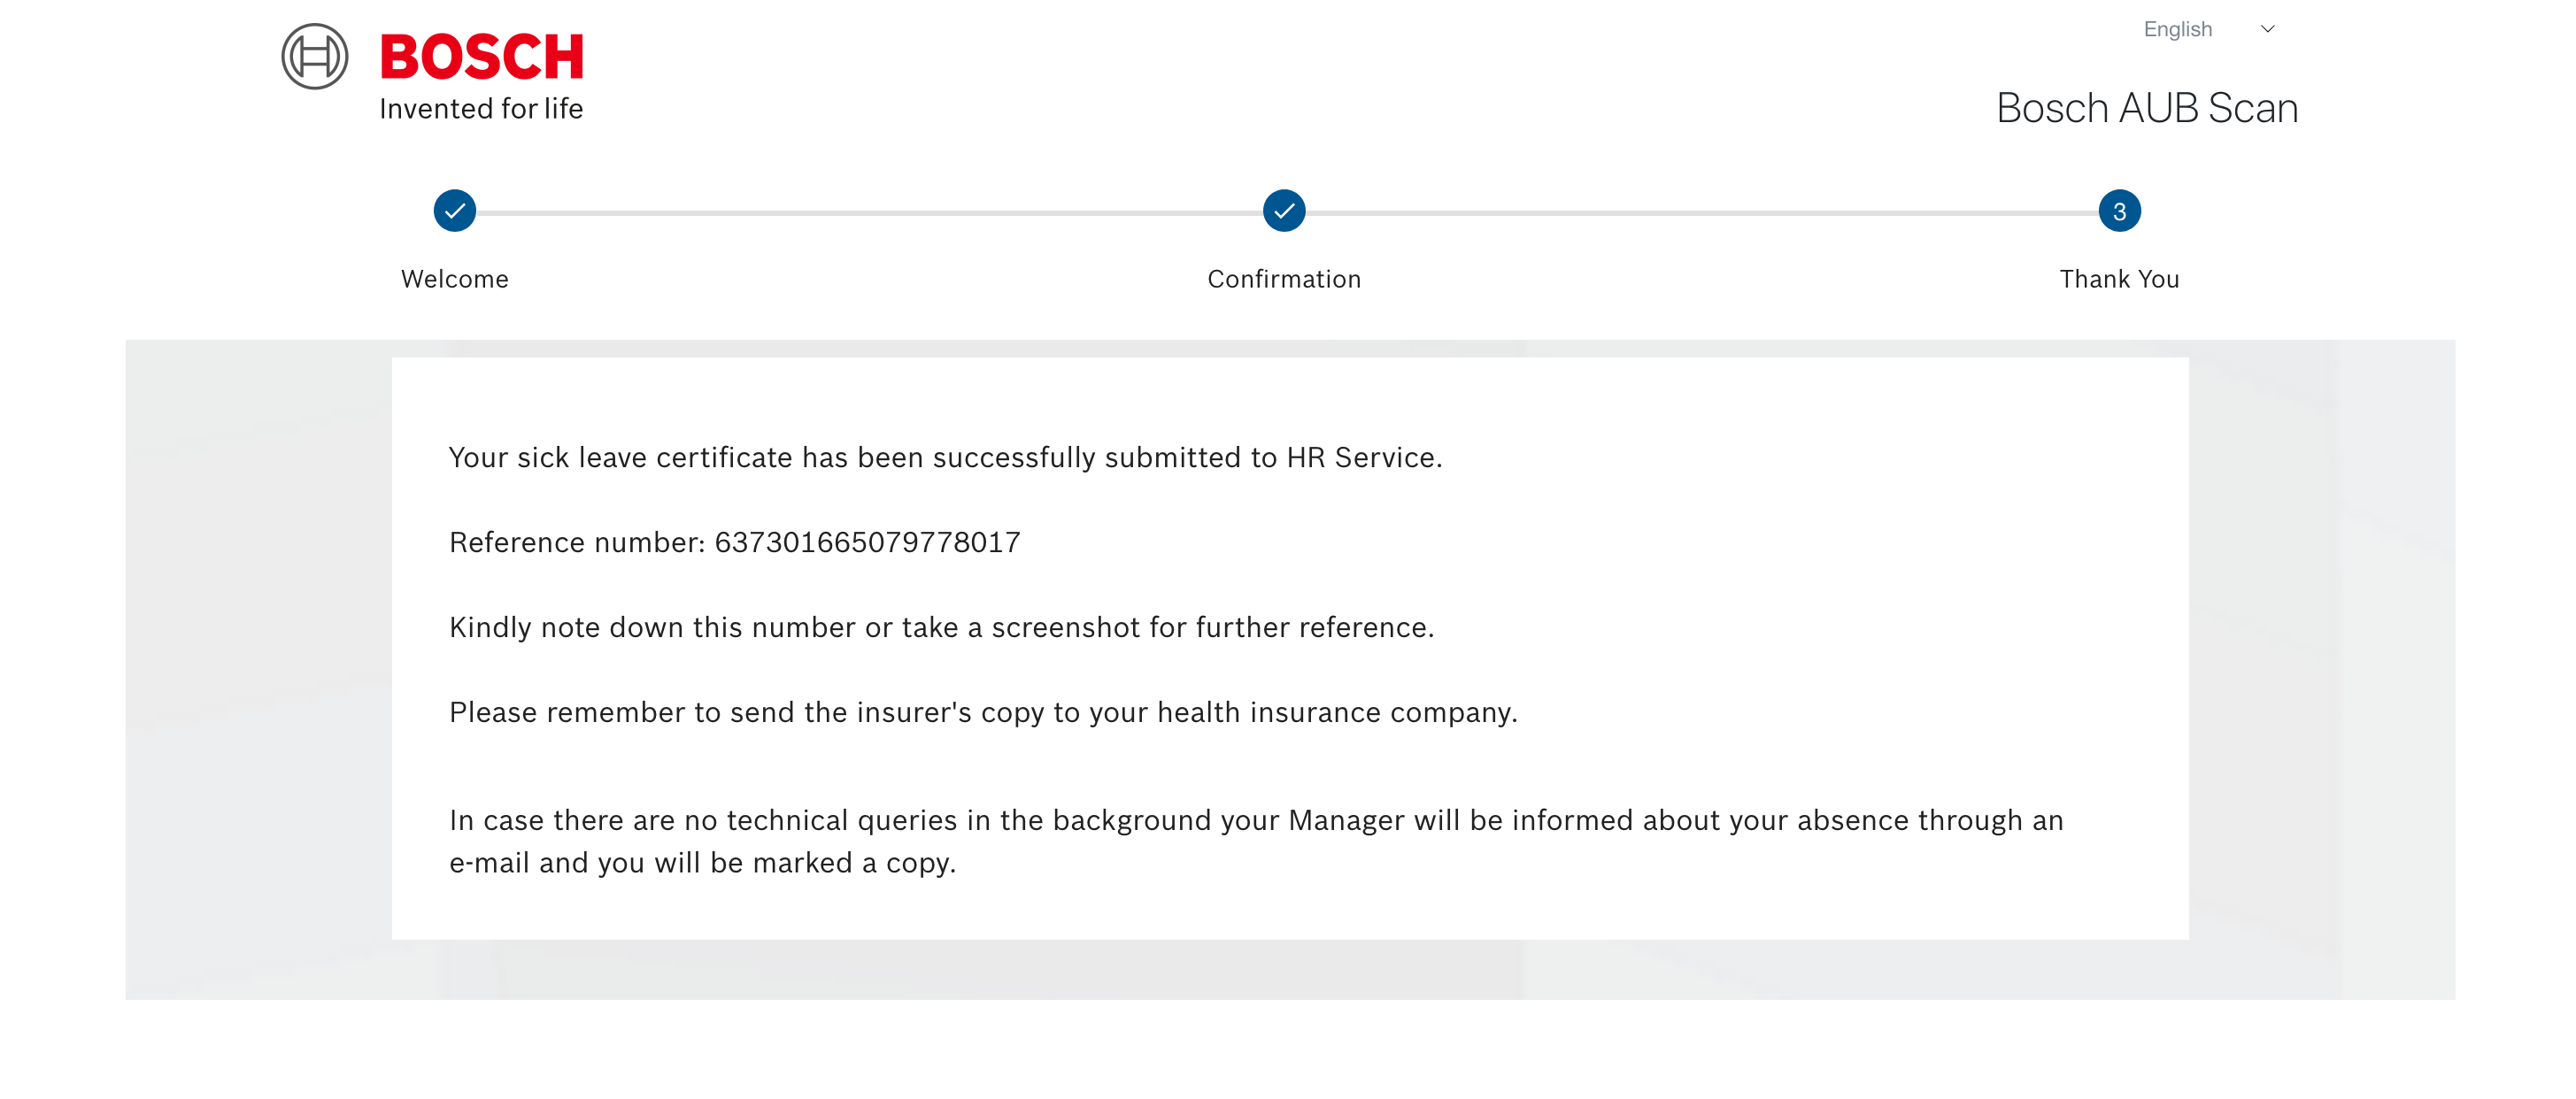 BOSCH
Invented for life
English
Bosch AUB Scan
3
Welcome
Confirmation
Thank You
Your sick leave certificate has been successfully submitted to HR Service.
Reference number: 637301665079778017
Kindly note down this number or take a screenshot for further reference.
Please remember to send the insurer's copy to your health insurance company.
In case there are no technical queries in the background your Manager will be informed about your absence through an
e-mail and you will be marked a copy.